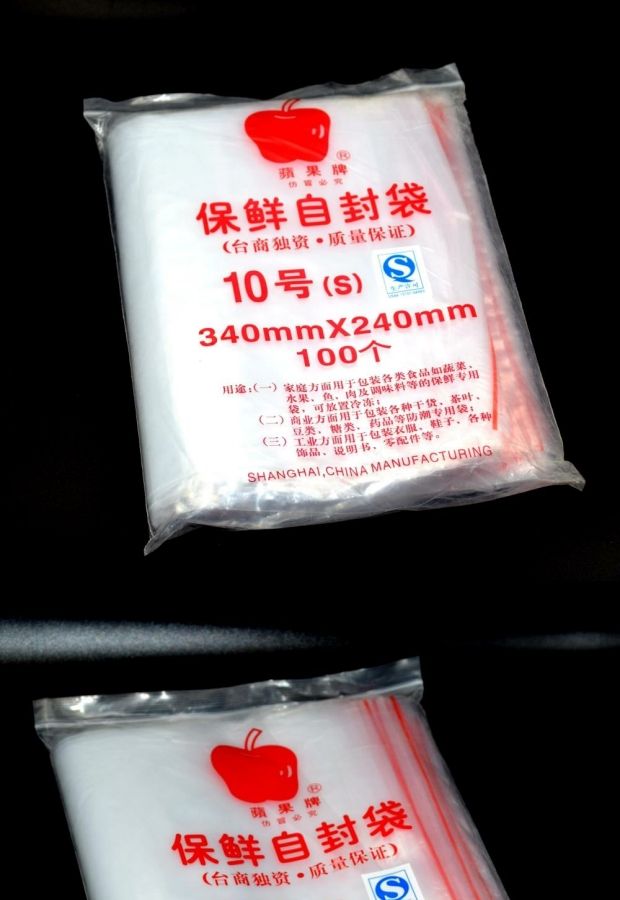 ®
蘋果牌
仿冒必究
保鲜自封袋
(台商独资·质量保证)
10号(S)
生产许可
340mmX240mm
100个
用途:(一)家庭方面用于包装各类食品如蔬菜、
水果、鱼、肉及调味料等的保鲜专用
袋,可放置冷冻;
(二)商业方面用于包装各种干货、茶叶、
豆类、糖类、药品等防潮专用袋;
(三)工业方面用于包装衣服、鞋子、各种
饰品、说明书、零配件等。
SHANGHAI,CHINA MANUFACTURING
®
蘋果牌
仿冒必究
保鲜自封袋
(台商独资·质量保证)